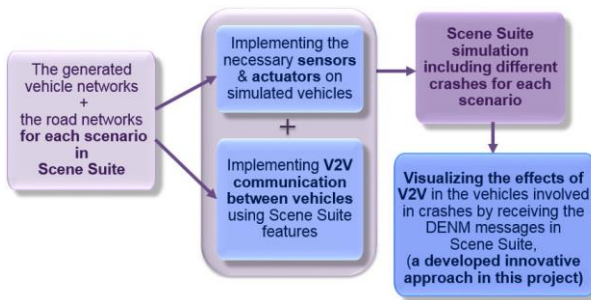 The generated
vehicle networks
+
the road networks
for each scenario
in
Scene Suite
Implementing the
necessary sensors
& actuators on
simulated vehicles
+
Implementing V2V
communication
between vehicles
using Scene Suite
features
Scene Suite
simulation
including different
crashes for each
scenario
Visualizing the effects of
V2V in the vehicles involved
in crashes by receiving the
DENM messages in
Scene Suite,
(a developed innovative
approach in this project)